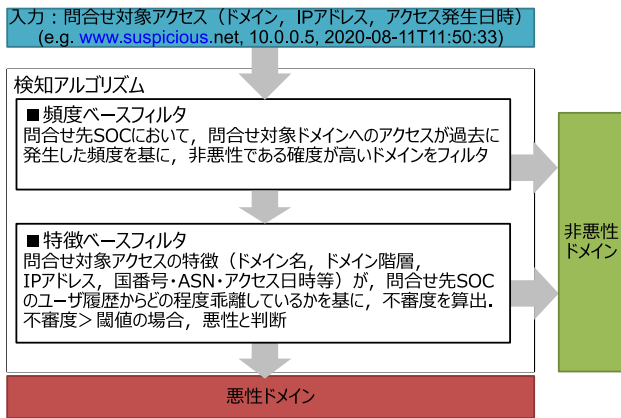 入力：問合せ対象アクセス（ドメイン，IPアドレス，アクセス発生日時）
(e.g. www.suspicious.net, 10.0.0.5, 2020-08-11T11:50:33)
検知アルゴリズム
■頻度ベースフィルタ
問合せ先SOCにおいて，問合せ対象ドメインへのアクセスが過去に
発生した頻度を基に，非悪性である確度が高いドメインをフィルタ
■特徴ベースフィルタ
問合せ対象アクセスの特徴（ドメイン名，ドメイン階層，
IPアドレス，国番号・ASN・アクセス日時等）が，問合せ先SOC
のユーザ履歴からどの程度乖離しているかを基に，不審度を算出．
不審度＞閾値の場合，悪性と判断
非悪性
ドメイン
悪性ドメイン